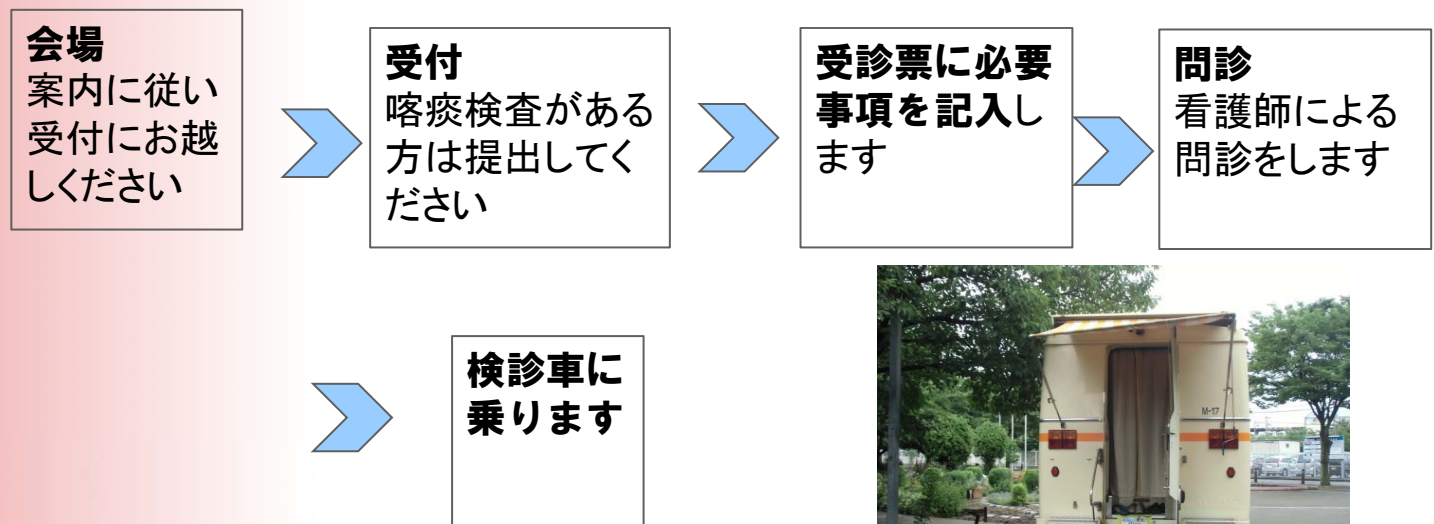 会場
案内に従い
受付にお越
しください
受付
喀痰検査がある
方は提出してく
ださい
受診票に必要
事項を記入し
ます
問診
看護師による
問診をします
検診車に
乗ります
M-17